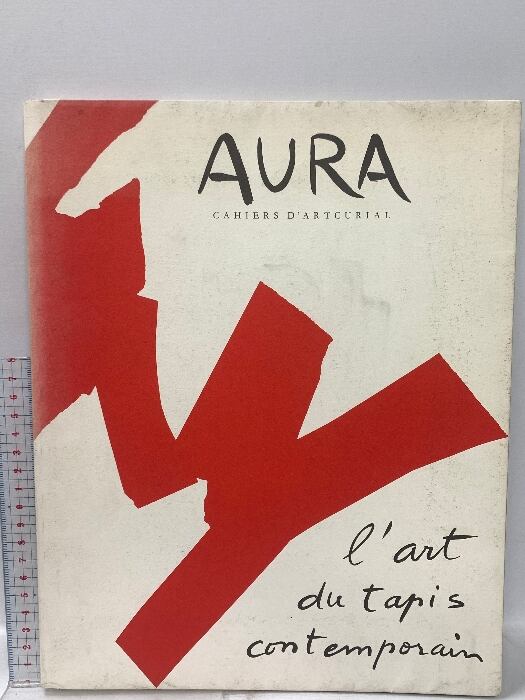 AURA
CAHIERS D'ARTCURIAL
l'art
du tapis
contemporain